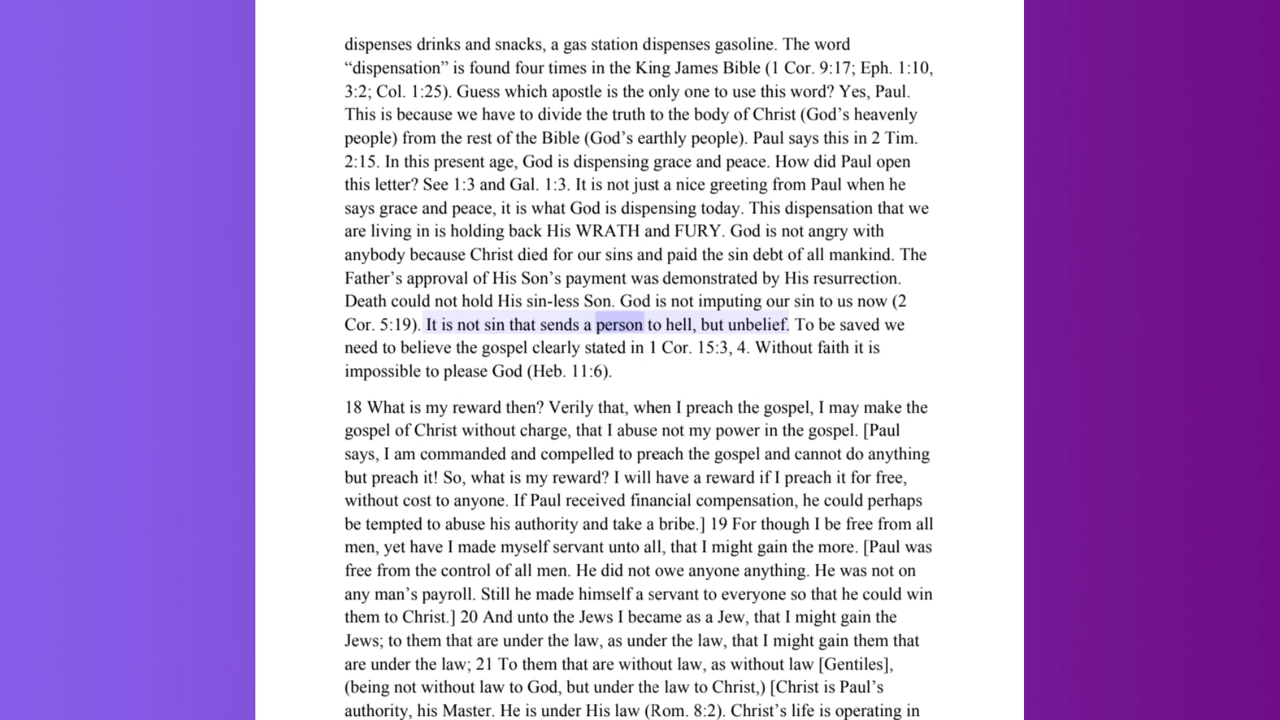 dispenses drinks and snacks, a gas station dispenses gasoline. The word
“dispensation” is found four times in the King James Bible (1 Cor. 9:17; Eph. 1:10,
3:2; Col. 1:25). Guess which apostle is the only one to use this word? Yes, Paul.
This is because we have to divide the truth to the body of Christ (God’s heavenly
people) from the rest of the Bible (God’s earthly people). Paul says this in 2 Tim.
2:15. In this present age, God is dispensing grace and peace. How did Paul open
this letter? See 1:3 and Gal. 1:3. It is not just a nice greeting from Paul when he
says grace and peace, it is what God is dispensing today. This dispensation that we
are living in is holding back His WRATH and FURY. God is not angry with
anybody because Christ died for our sins and paid the sin debt of all mankind. The
Father’s approval of His Son’s payment was demonstrated by His resurrection.
Death could not hold His sin-less Son. God is not imputing our sin to us now (2
Cor. 5:19). It is not sin that sends a person to hell, but unbelief. To be saved we
need to believe the gospel clearly stated in 1 Cor. 15:3, 4. Without faith it is
impossible to please God (Heb. 11:6).
18 What is my reward then? Verily that, when I preach the gospel, I may make the
gospel of Christ without charge, that I abuse not my power in the gospel. [Paul
says, I am commanded and compelled to preach the gospel and cannot do anything
but preach it! So, what is my reward? I will have a reward if I preach it for free,
without cost to anyone. If Paul received financial compensation, he could perhaps
be tempted to abuse his authority and take a bribe.] 19 For though I be free from all
men, yet have I made myself servant unto all, that I might gain the more. [Paul was
free from the control of all men. He did not owe anyone anything. He was not on
any man’s payroll. Still he made himself a servant to everyone so that he could win
them to Christ.] 20 And unto the Jews I became as a Jew, that I might gain the
Jews; to them that are under the law, as under the law, that I might gain them that
are under the law; 21 To them that are without law, as without law [Gentiles],
(being not without law to God, but under the law to Christ,) [Christ is Paul’s
authority, his Master. He is under His law (Rom. 8:2). Christ’s life is operating in